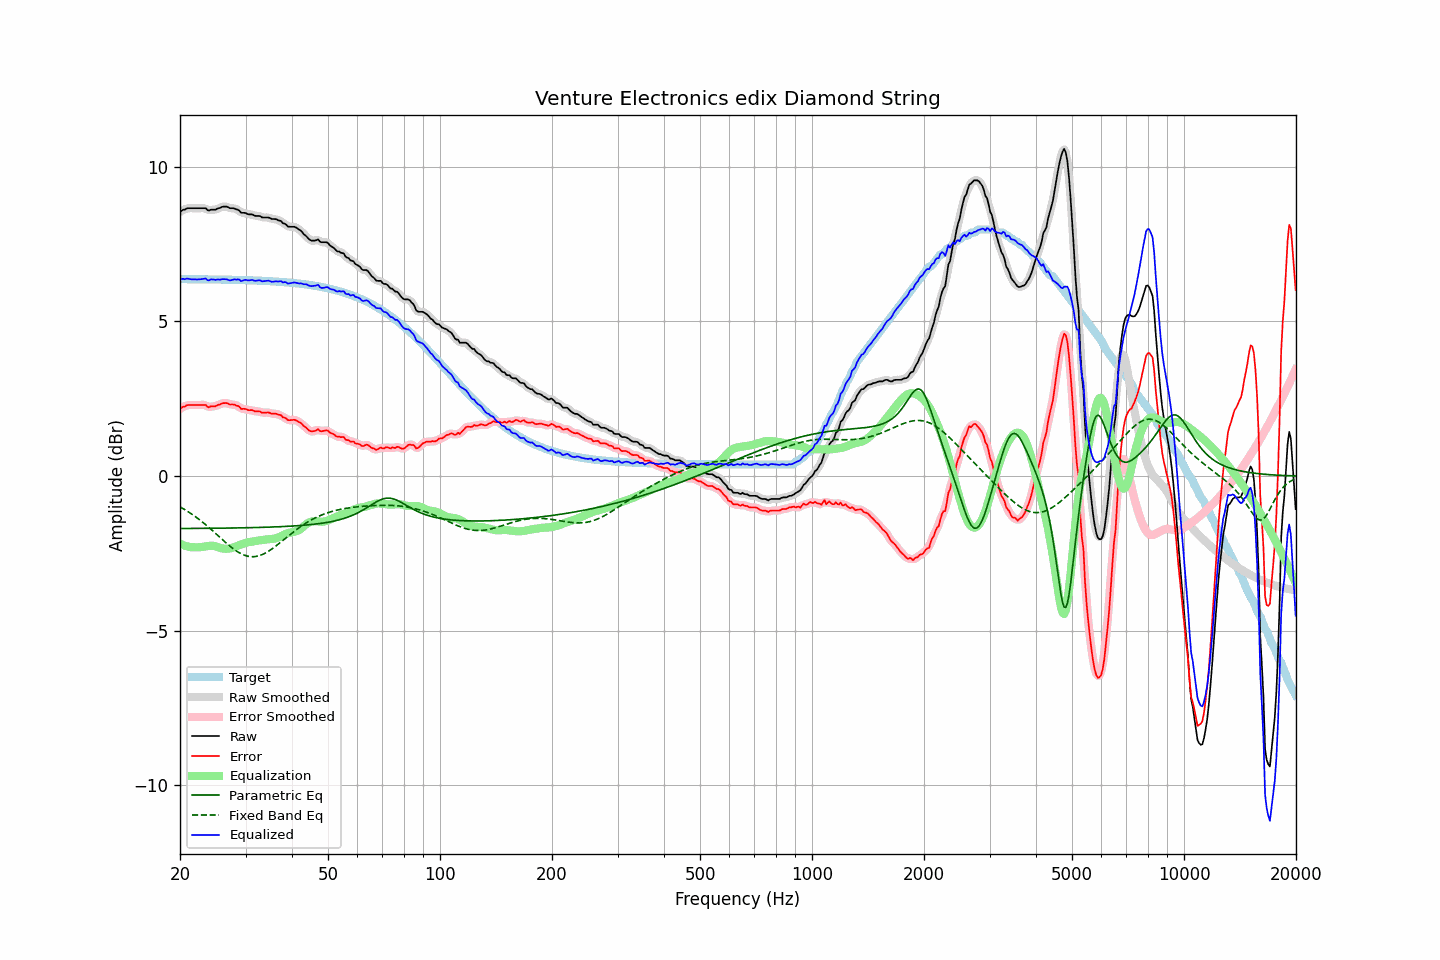 Venture Electronics edix Diamond String
Amplitude (dBr)
10
5
0
−5
−10
Target
Raw Smoothed
Error Smoothed
Raw
Error
Equalization
Parametric Eq
Fixed Band Eq
Equalized
20 50 100 200 500 1000 2000 5000 10000 20000
Frequency (Hz)